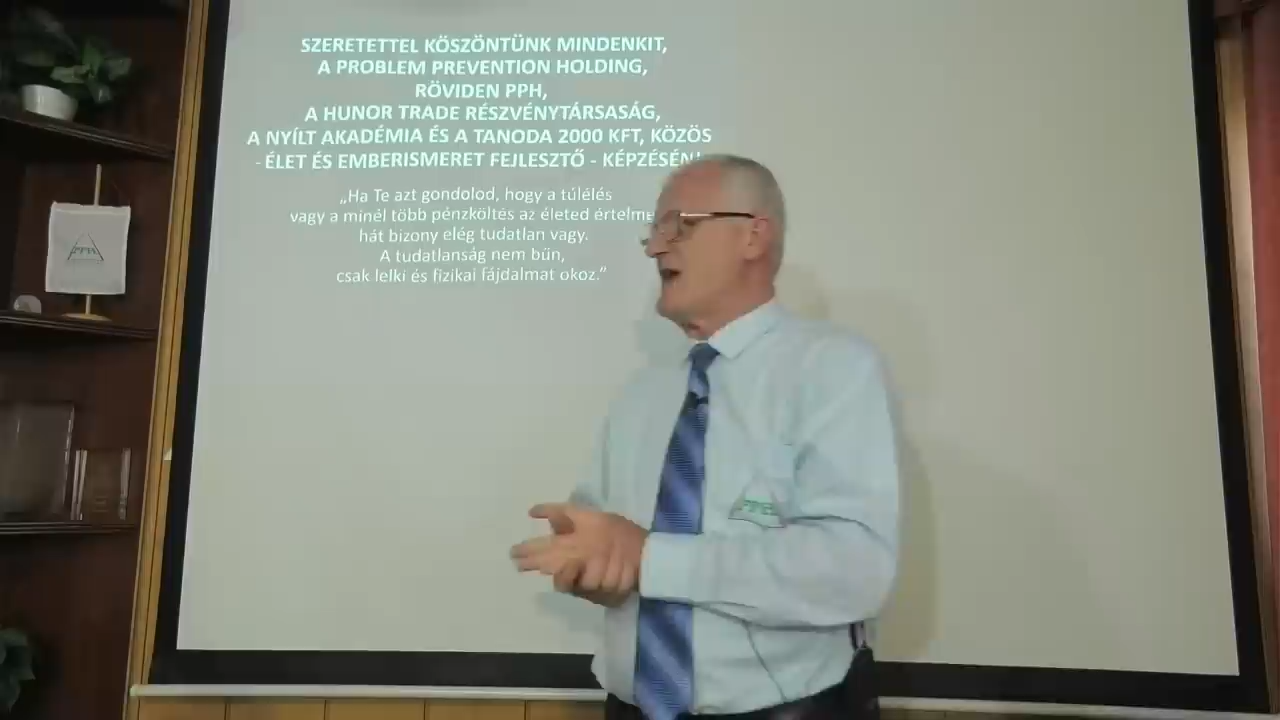 SZERETETTEL KÖSZÖNTÜNK MINDENKIT,
A PROBLEM PREVENTION HOLDING,
RÖVIDEN PPH,
A HUNOR TRADE RÉSZVÉNYTÁRSASÁG,
A NYÍLT AKADÉMIA ÉS A TANODA 2000 KFT, KÖZÖS
- ÉLET ÉS EMBERISMERET FEJLESZTŐ - KÉPZÉSÉN!
„Ha Te azt gondolod, hogy a túlélés
vagy a minél több pénzköltés az életed
hát bizony elég tudatlan vagy.
A tudatlanság nem bűn,
csak lelki és fizikai fájdalmat okoz.”
PPH
PPH